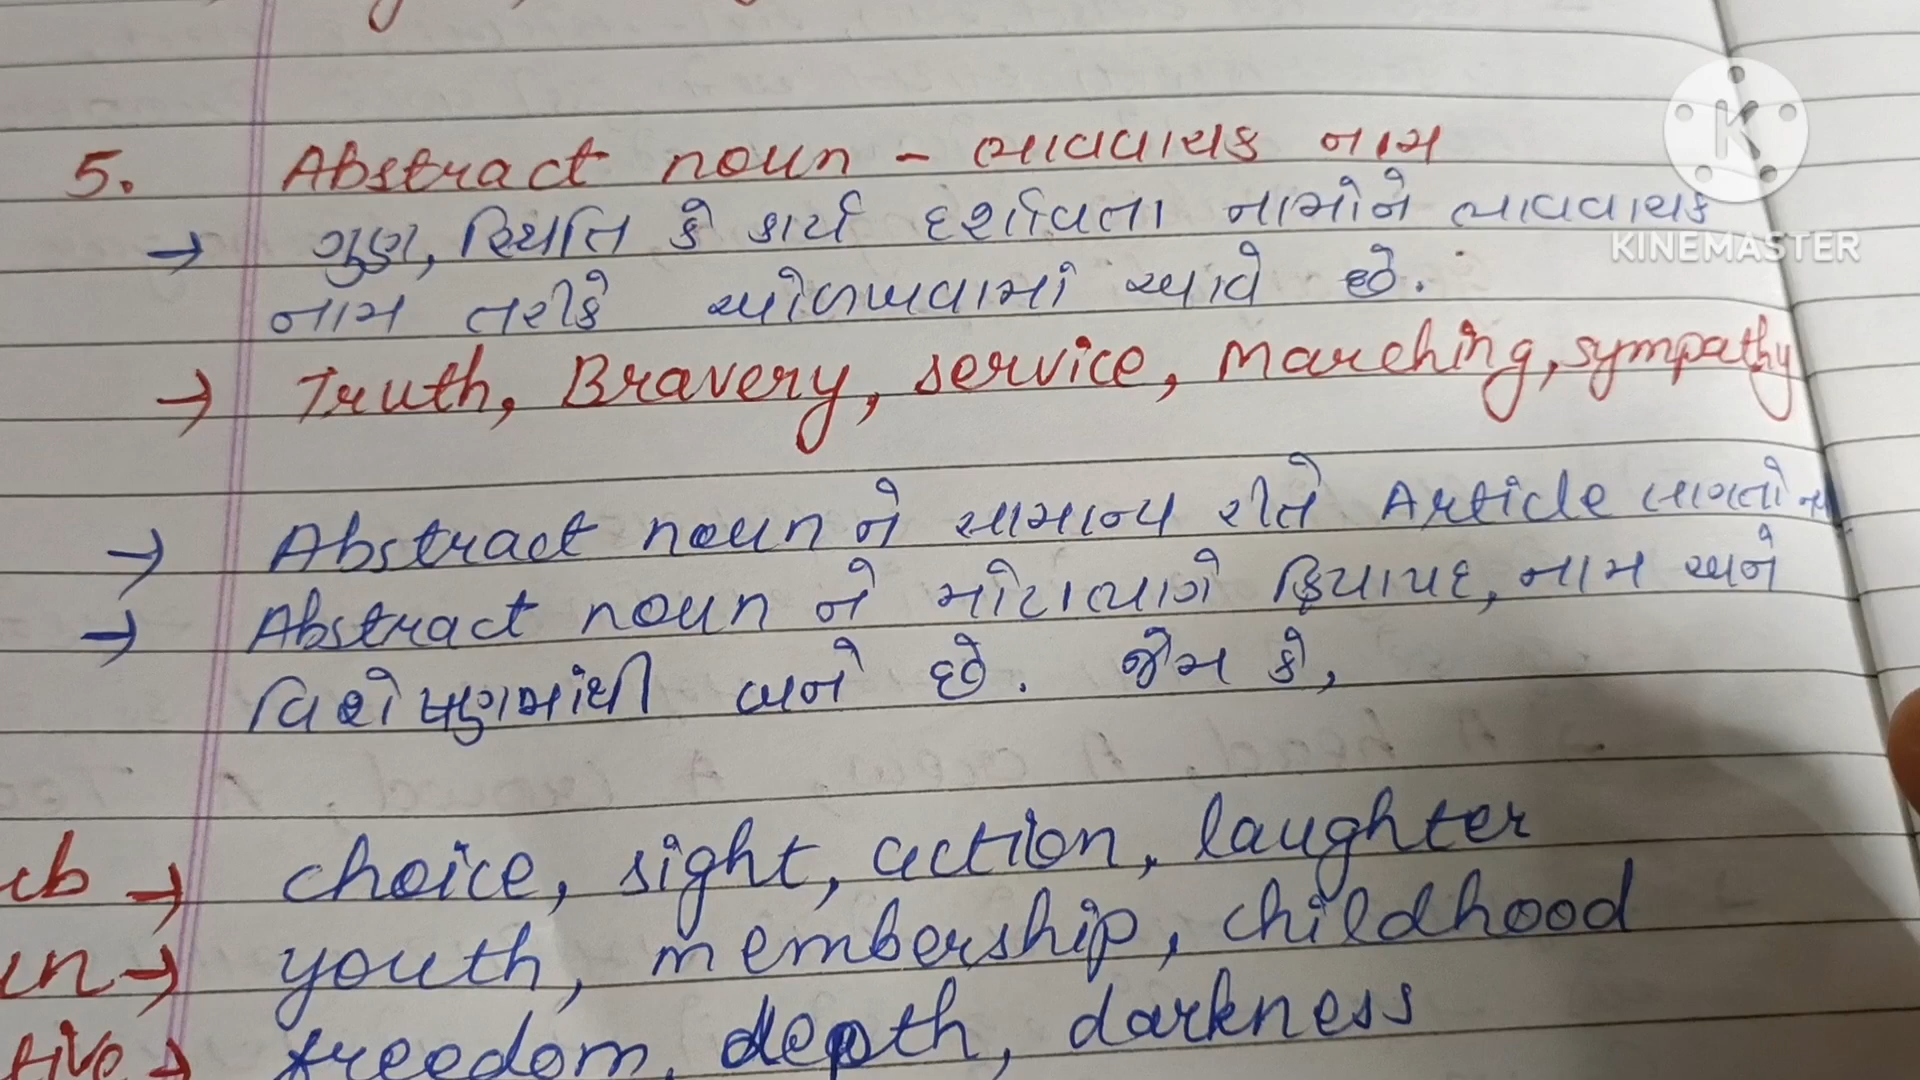 5. Abstract noun - ભાવવાચક નામ
→ ગુણ, સ્થિતિ કે કાર્ય દર્શાવતા નામોને ભાવવાચક
નામ તરીકે ઓળખવામાં આવે છે.
→ Truth, Bravery, service, Marching, sympathy
→ Abstract noun ને સામાન્ય રીતે Article લાગતો
→ Abstract noun ને મોટાભાગે ક્રિયાપદ, નામ અને
વિશેષણમાંથી બને છે. જેમ કે,
→ choice, sight, action, laughter
→ youth, membership, childhood
→ freedom, depth, darkness
K
KINEMASTER